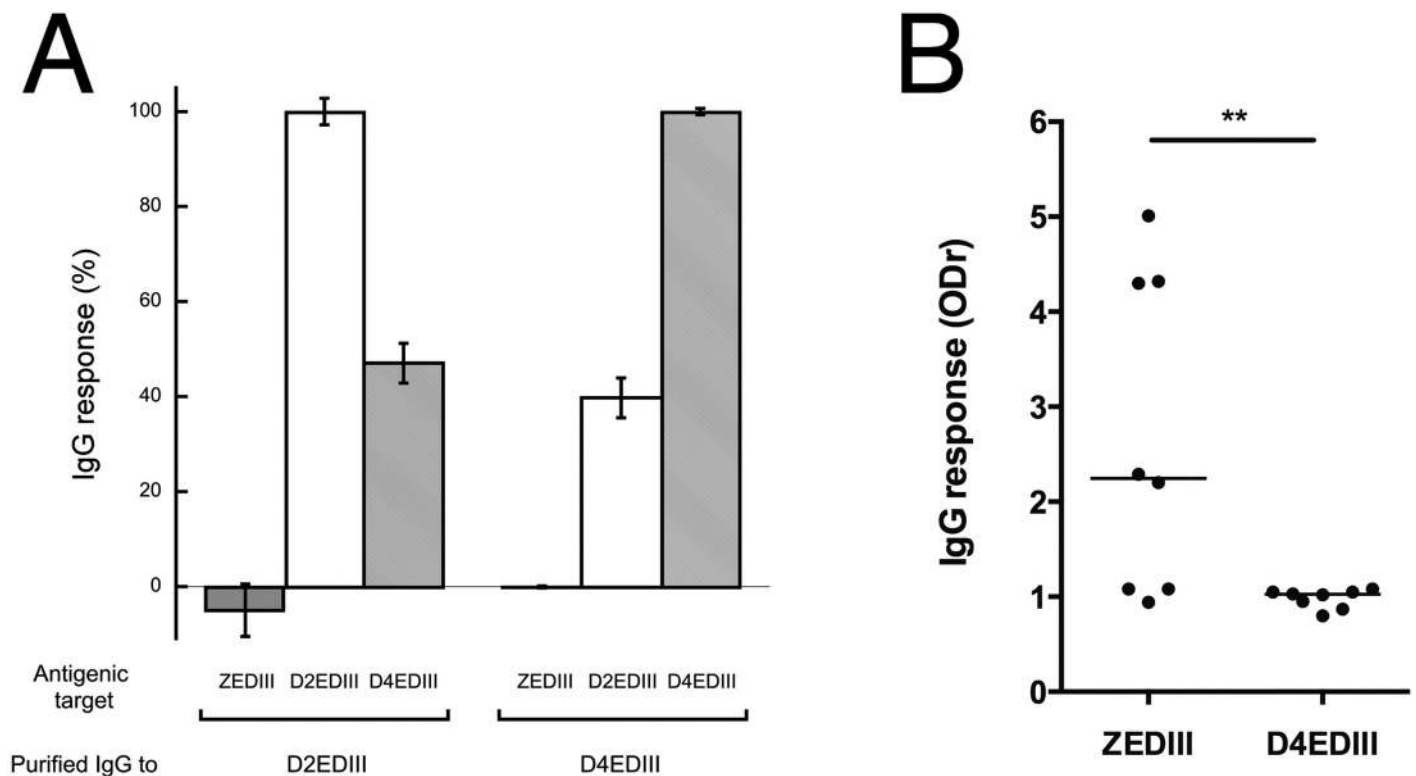 A
IgG response (%)
100
80
60
40
20
0
Antigenic
target
ZEDIII D2EDIII D4EDIII ZEDIII D2EDIII D4EDIII
Purified IgG to D2EDIII D4EDIII
B
**
IgG response (ODr)
6
5
4
3
2
1
0
ZEDIII D4EDIII